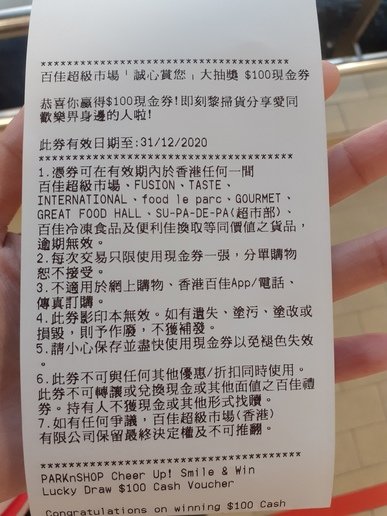 ****************************************
百佳超級市場「誠心賞您」大抽獎 $100現金券
恭喜你贏得$100現金券!即刻黎掃貨分享愛同
歡樂界身邊的人啦!
此券有效日期至:31/12/2020
****************************************
1.憑券可在有效期內於香港任何一間
百佳超級市場、FUSION、TASTE、
INTERNATIONAL、food le parc、GOURMET、
GREAT FOOD HALL、SU-PA-DE-PA(超市部)、
百佳冷凍食品及便利佳換取等同價值之貨品,
逾期無效。
2.每次交易只限使用現金券一張,分單購物
恕不接受。
3.不適用於網上購物、香港百佳App/電話、
傳真訂購。
4.此券影印本無效。如有遺失、塗污、塗改或
損毀,則予作廢,不獲補發。
5.請小心保存並盡快使用現金券以免褪色失效
。
6.此券不可與任何其他優惠/折扣同時使用。
此券不可轉讓或兌換現金或其他面值之百佳禮
券。持有人不獲現金或其他形式找贖。
7.如有任何爭議,百佳超級市場(香港)
有限公司保留最終決定權及不可推翻。
****************************************
PARKnSHOP Cheer Up! Smile & Win
Lucky Draw $100 Cash Voucher
Congratulations on winning $100 Cash